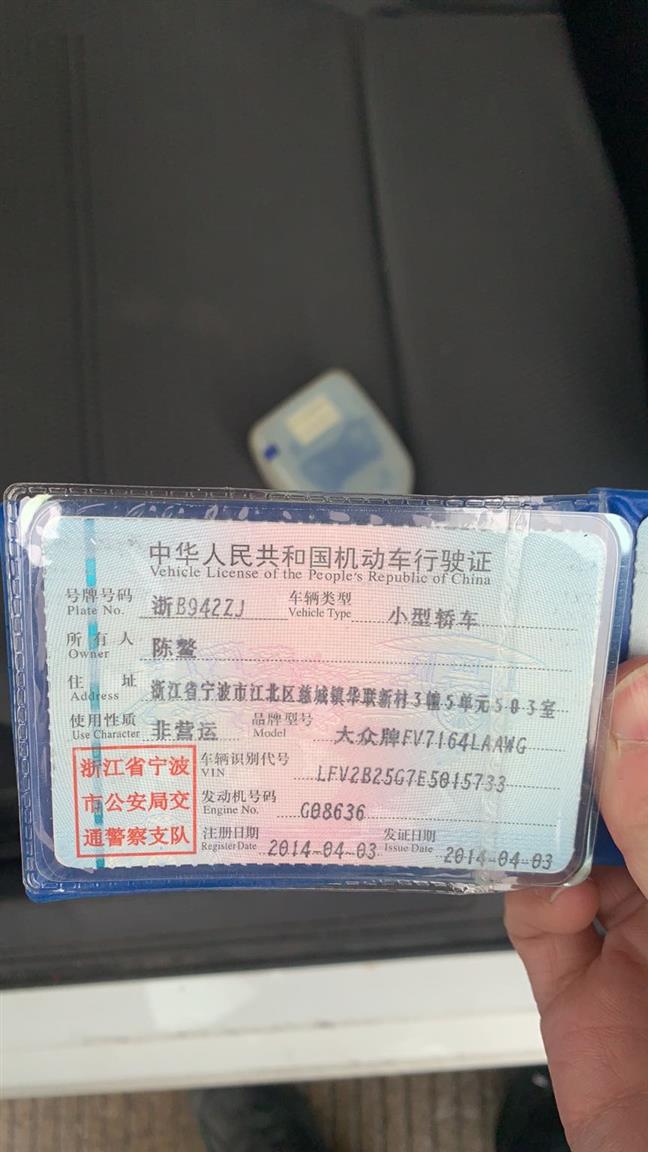 中华人民共和国机动车行驶证
Vehicle License of the People's Republic of China
号牌号码 浙B942ZJ 车辆类型 小型轿车
Plate No. Vehicle Type
所有人 陈鳌
Owner
住址 浙江省宁波市江北区慈城镇华联新村3幢5单元503室
Address
使用性质 非营运 品牌型号 大众牌FV7164LAAWG
Use Character Model
浙江省宁波
市公安局交
通警察支队
车辆识别代号 LFV2B25G7E5015733
VIN
发动机号码 G08636
Engine No.
注册日期 2014-04-03 发证日期 2014-04-03
Register Date Issue Date